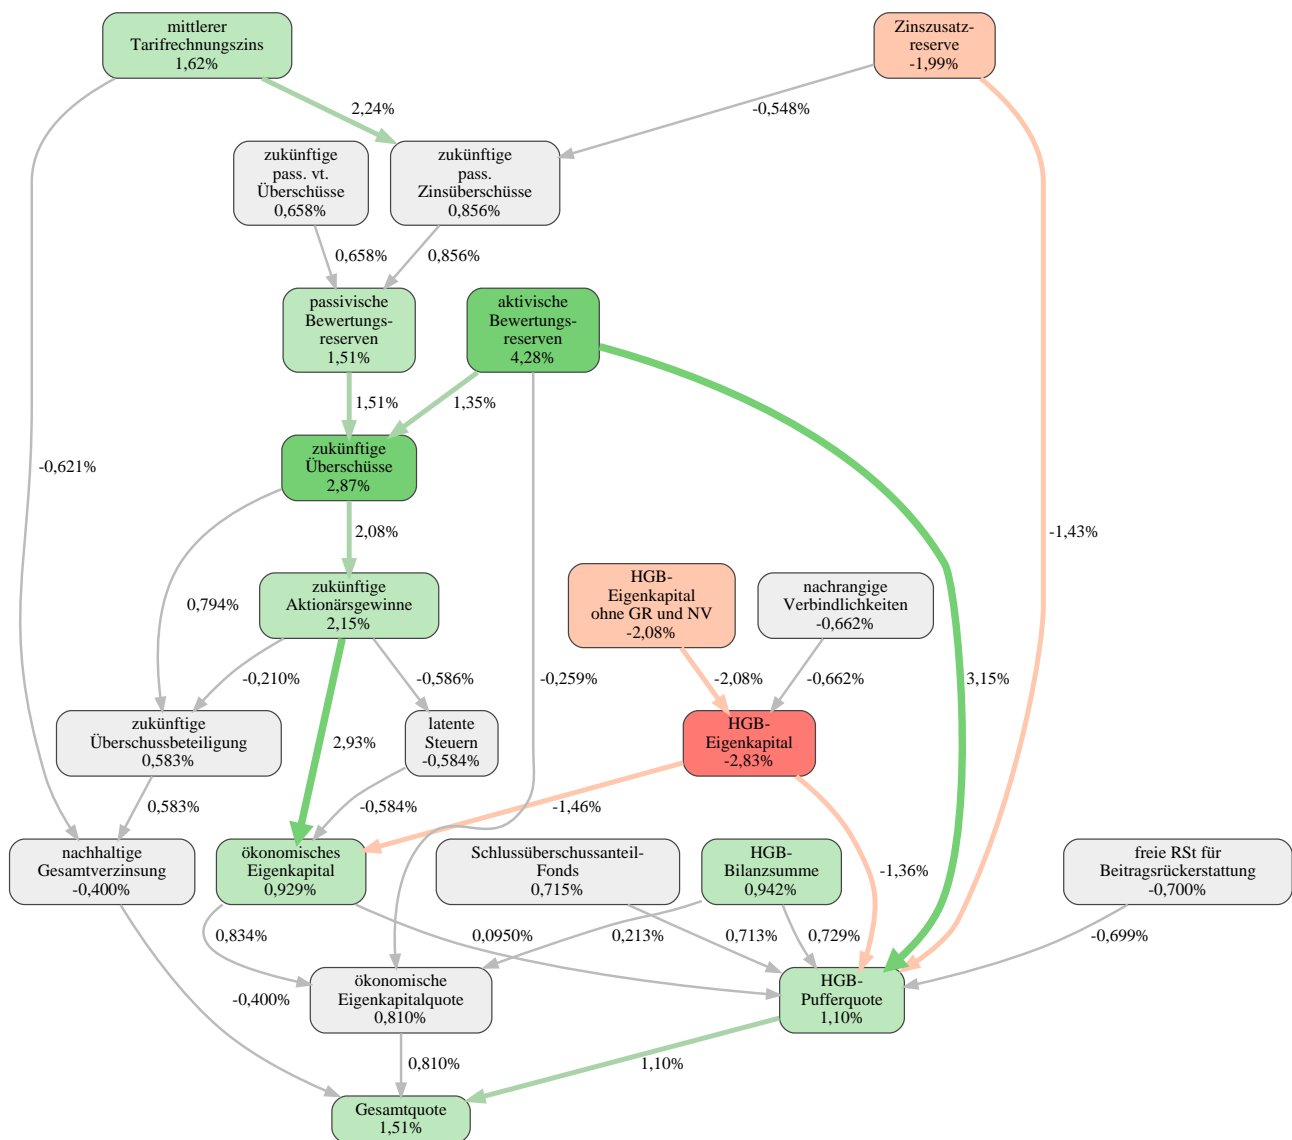 mittlerer
Tarifrechnungszins
1,62%
Zinszusatz-
reserve
-1,99%
2,24%
-0,548%
zukünftige
pass. vt.
Überschüsse
0,658%
zukünftige
pass.
Zinsüberschüsse
0,856%
0,658%
0,856%
passivische
Bewertungs-
reserven
1,51%
aktivische
Bewertungs-
reserven
4,28%
1,51%
1,35%
zukünftige
Überschüsse
2,87%
-0,621%
2,08%
-1,43%
zukünftige
Aktionärsgewinne
2,15%
HGB-
Eigenkapital
ohne GR und NV
-2,08%
nachrangige
Verbindlichkeiten
-0,662%
0,794%
-0,210%
-0,586%
-0,259%
-2,08%
-0,662%
3,15%
zukünftige
Überschussbeteiligung
0,583%
latente
Steuern
-0,584%
HGB-
Eigenkapital
-2,83%
2,93%
0,583%
-0,584%
-1,46%
-1,36%
nachhaltige
Gesamtverzinsung
-0,400%
ökonomisches
Eigenkapital
0,929%
Schlussüberschussanteil-
Fonds
0,715%
HGB-
Bilanzsumme
0,942%
freie RSt für
Beitragsrückerstattung
-0,700%
0,834%
0,0950%
0,213%
0,713%
0,729%
-0,699%
-0,400%
ökonomische
Eigenkapitalquote
0,810%
HGB-
Pufferquote
1,10%
0,810%
1,10%
Gesamtquote
1,51%